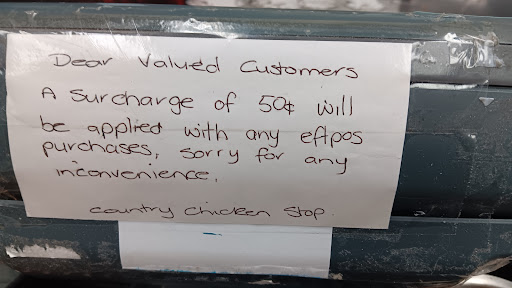 Dear Valued Customers
A Surcharge of 50¢ will
be applied with any eftpos
purchases, sorry for any
inconvenience.
country chicken stop.